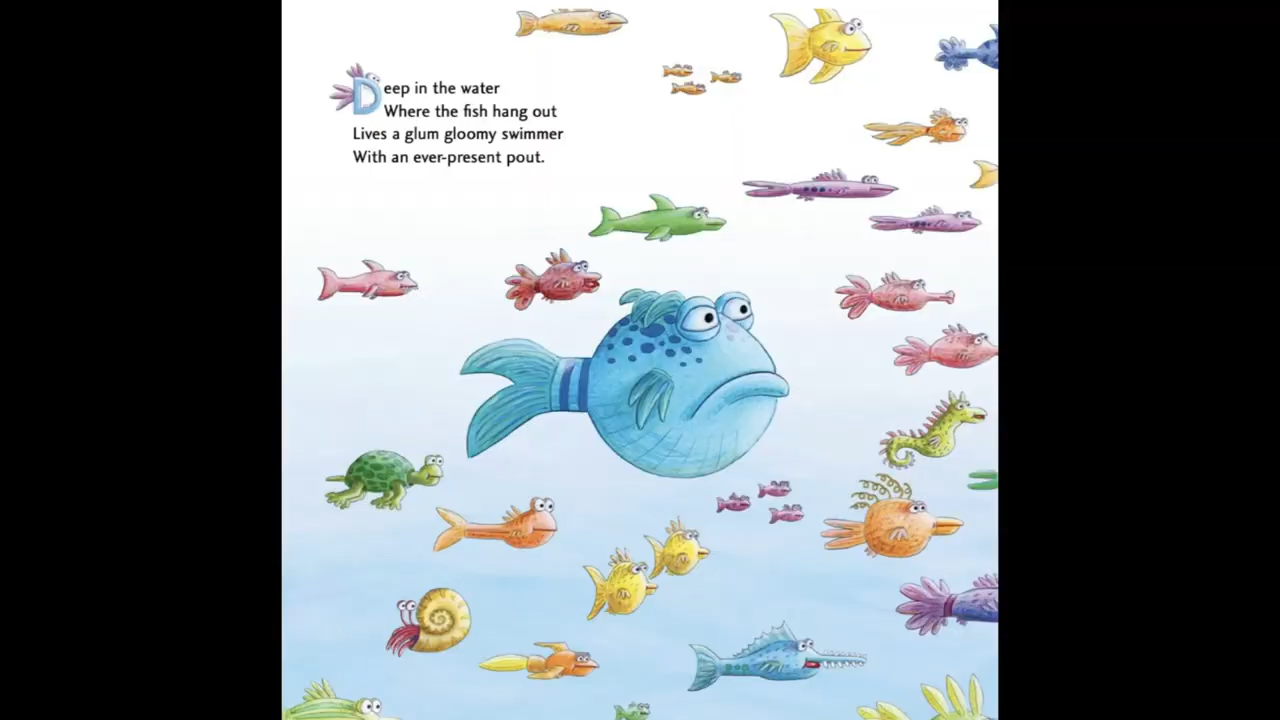 Deep in the water
Where the fish hang out
Lives a glum gloomy swimmer
With an ever-present pout.